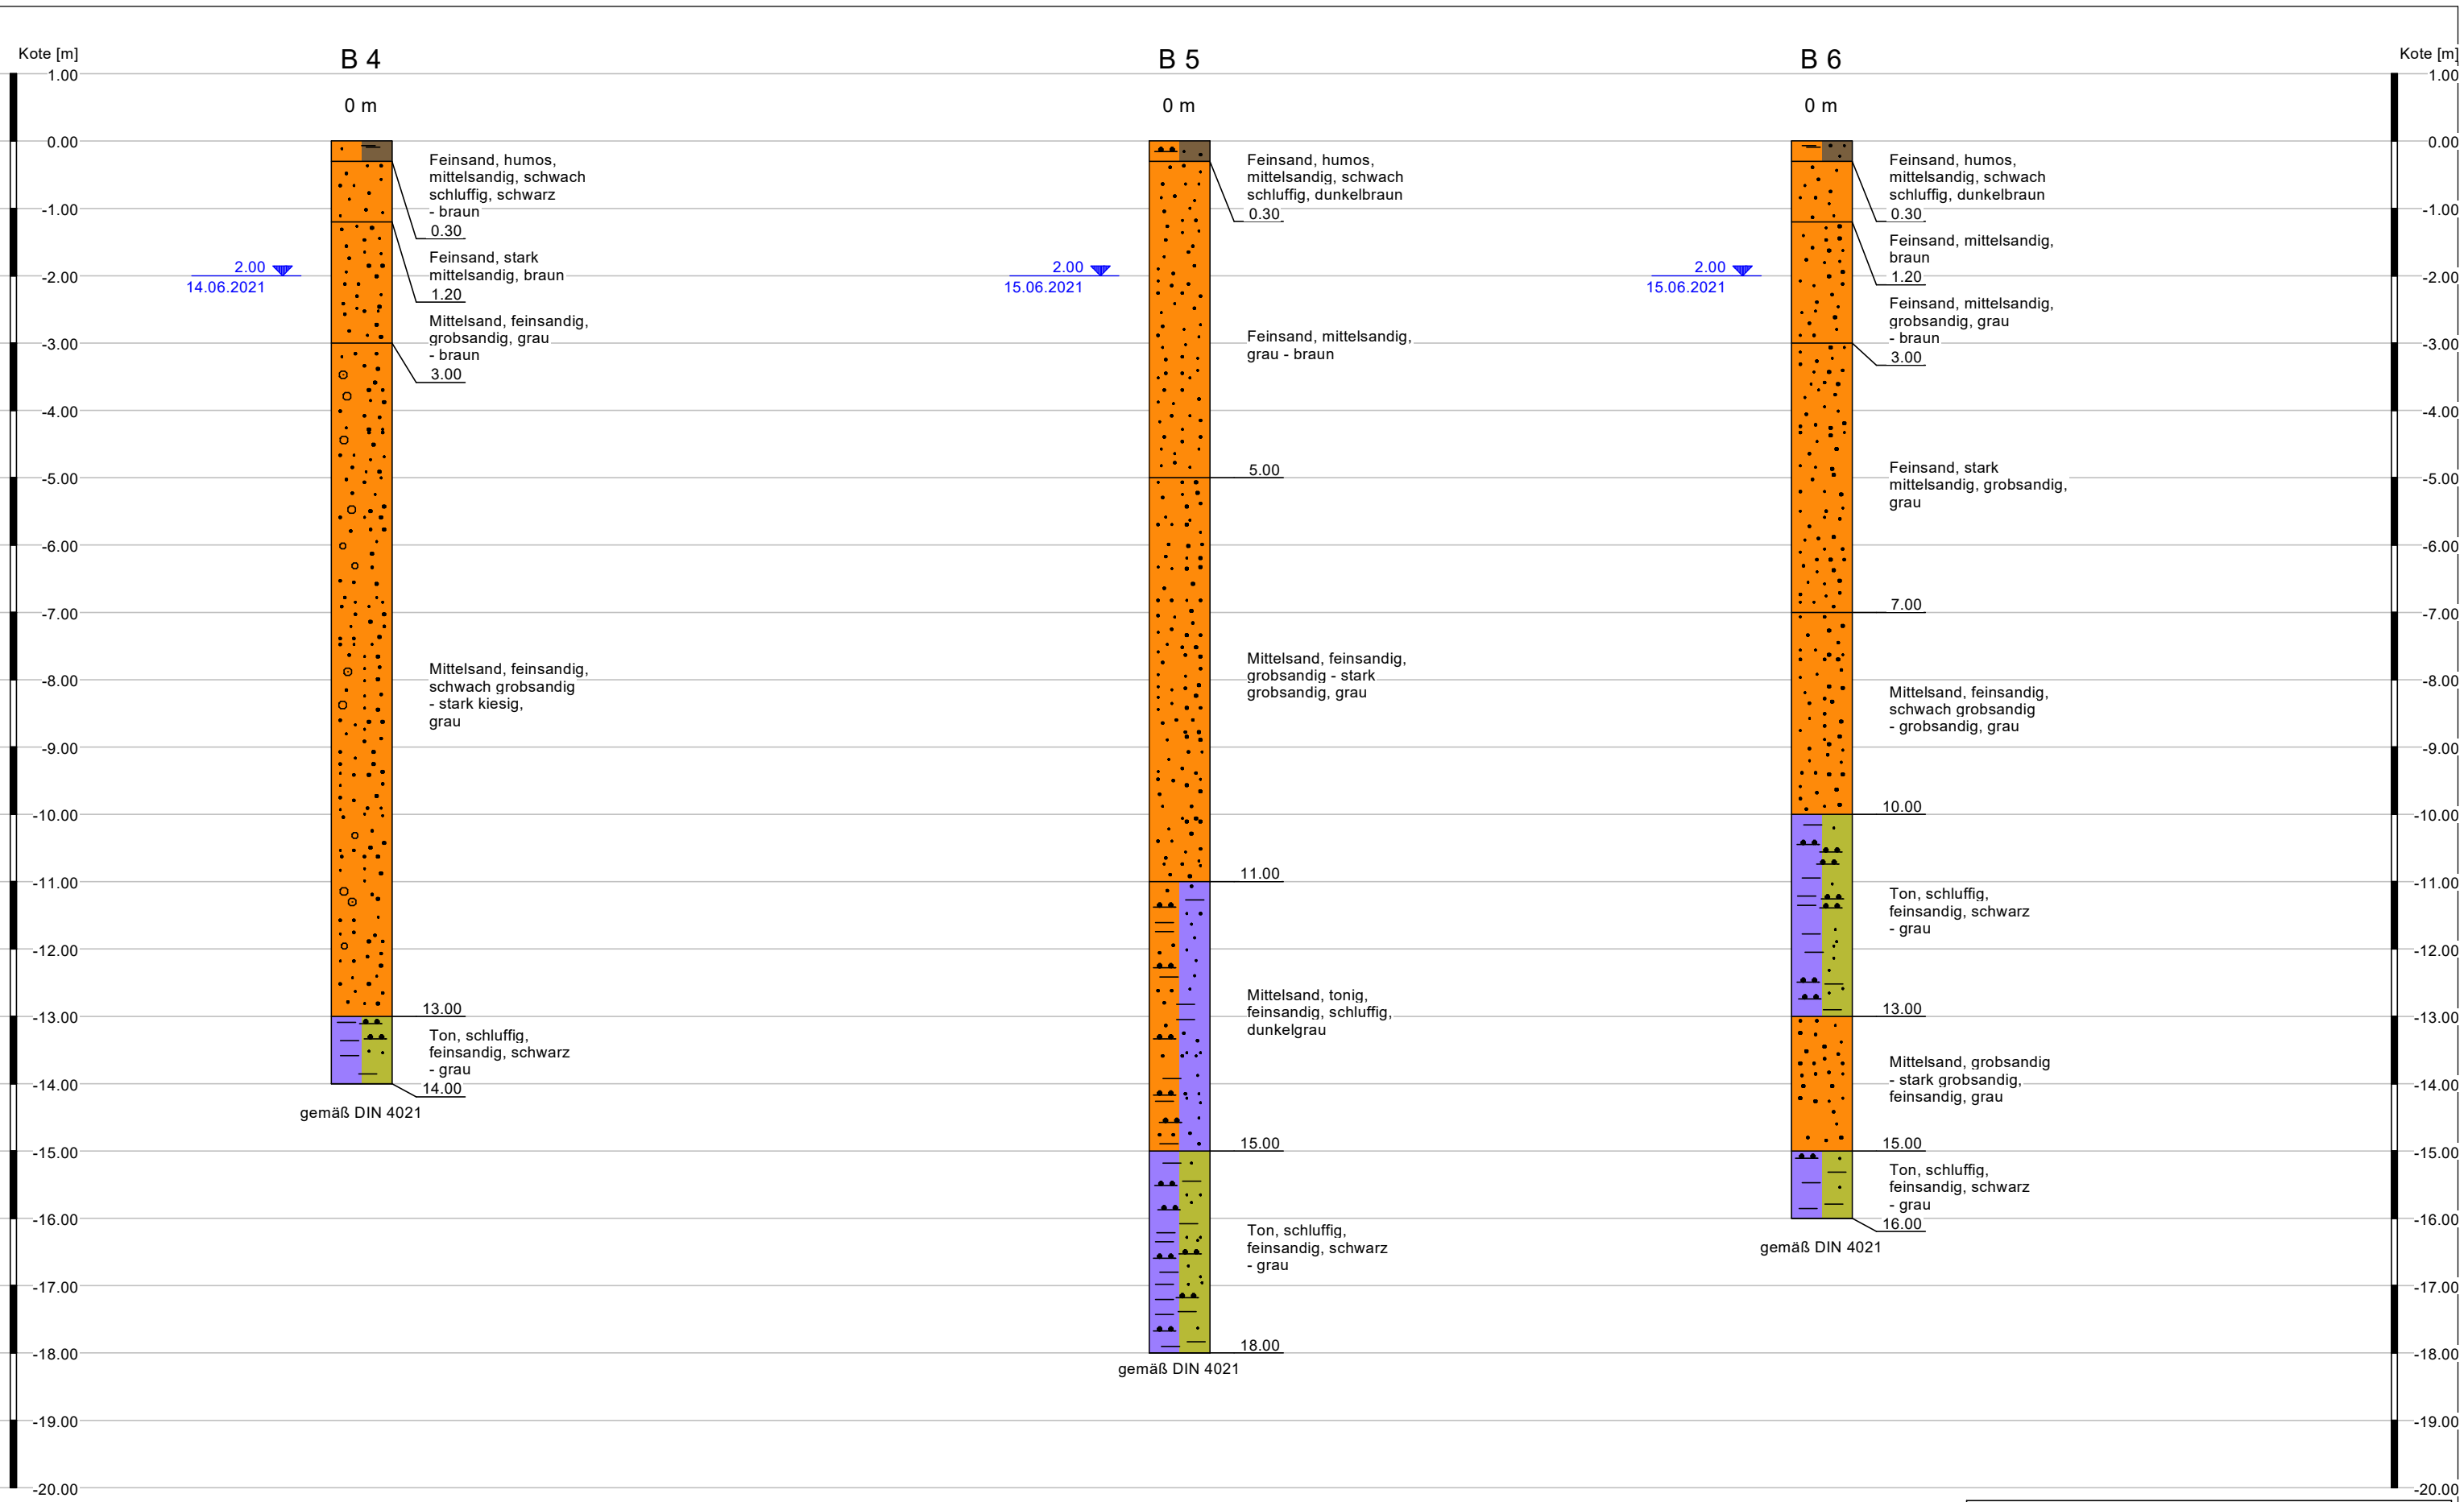 Kote [m]
1.00
0.00
-1.00
-2.00
-3.00
-4.00
-5.00
-6.00
-7.00
-8.00
-9.00
-10.00
-11.00
-12.00
-13.00
-14.00
-15.00
-16.00
-17.00
-18.00
-19.00
-20.00
B 4
0 m
2.00
14.06.2021
Feinsand, humos,
mittelsandig, schwach
schluffig, schwarz
- braun
0.30
Feinsand, stark
mittelsandig, braun
1.20
Mittelsand, feinsandig,
grobsandig, grau
- braun
3.00
Mittelsand, feinsandig,
schwach grobsandig
- stark kiesig,
grau
13.00
Ton, schluffig,
feinsandig, schwarz
- grau
14.00
gemäß DIN 4021
B 5
0 m
2.00
15.06.2021
Feinsand, humos,
mittelsandig, schwach
schluffig, dunkelbraun
0.30
Feinsand, mittelsandig,
grau - braun
5.00
Mittelsand, feinsandig,
grobsandig - stark
grobsandig, grau
11.00
Mittelsand, tonig,
feinsandig, schluffig,
dunkelgrau
15.00
Ton, schluffig,
feinsandig, schwarz
- grau
18.00
gemäß DIN 4021
B 6
0 m
2.00
15.06.2021
Feinsand, humos,
mittelsandig, schwach
schluffig, dunkelbraun
0.30
Feinsand, mittelsandig,
braun
1.20
Feinsand, mittelsandig,
grobsandig, grau
- braun
3.00
Feinsand, stark
mittelsandig, grobsandig,
grau
7.00
Mittelsand, feinsandig,
schwach grobsandig
- grobsandig, grau
10.00
Ton, schluffig,
feinsandig, schwarz
- grau
13.00
Mittelsand, grobsandig
- stark grobsandig,
feinsandig, grau
15.00
Ton, schluffig,
feinsandig, schwarz
- grau
16.00
gemäß DIN 4021
Kote [m]
1.00
0.00
-1.00
-2.00
-3.00
-4.00
-5.00
-6.00
-7.00
-8.00
-9.00
-10.00
-11.00
-12.00
-13.00
-14.00
-15.00
-16.00
-17.00
-18.00
-19.00
-20.00